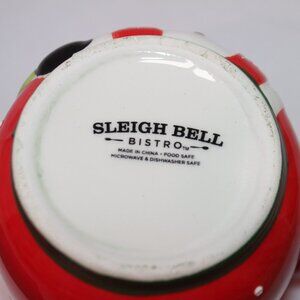 SLEIGH BELL
BISTRO™
MADE IN CHINA • FOOD SAFE
MICROWAVE & DISHWASHER SAFE